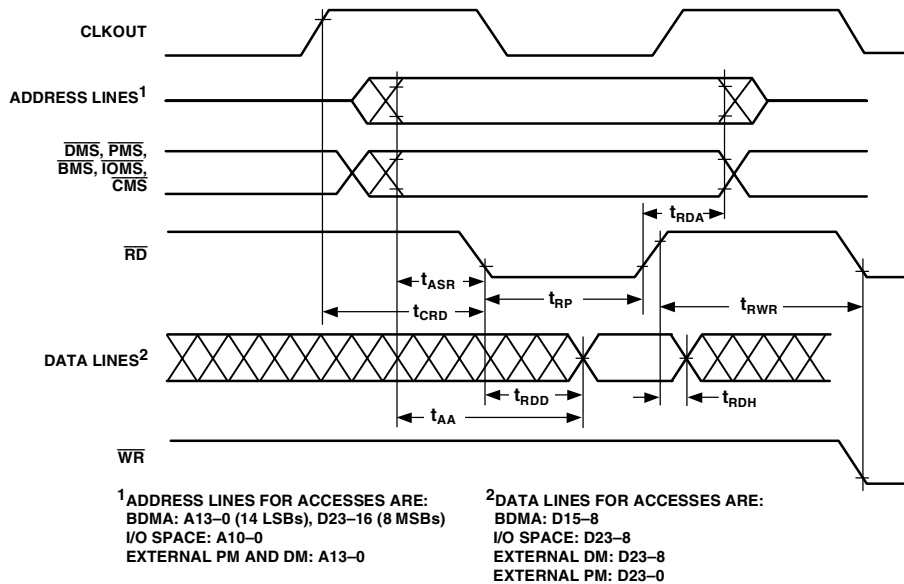 CLKOUT
ADDRESS LINES¹
DMS, PMS,
BMS, IOMS,
CMS
tRDA
RD
tASR
tRP
tCRD
tRWR
DATA LINES²
tRDD
tRDH
tAA
WR
¹ADDRESS LINES FOR ACCESSES ARE:
BDMA: A13–0 (14 LSBs), D23–16 (8 MSBs)
I/O SPACE: A10–0
EXTERNAL PM AND DM: A13–0
²DATA LINES FOR ACCESSES ARE:
BDMA: D15–8
I/O SPACE: D23–8
EXTERNAL DM: D23–8
EXTERNAL PM: D23–0